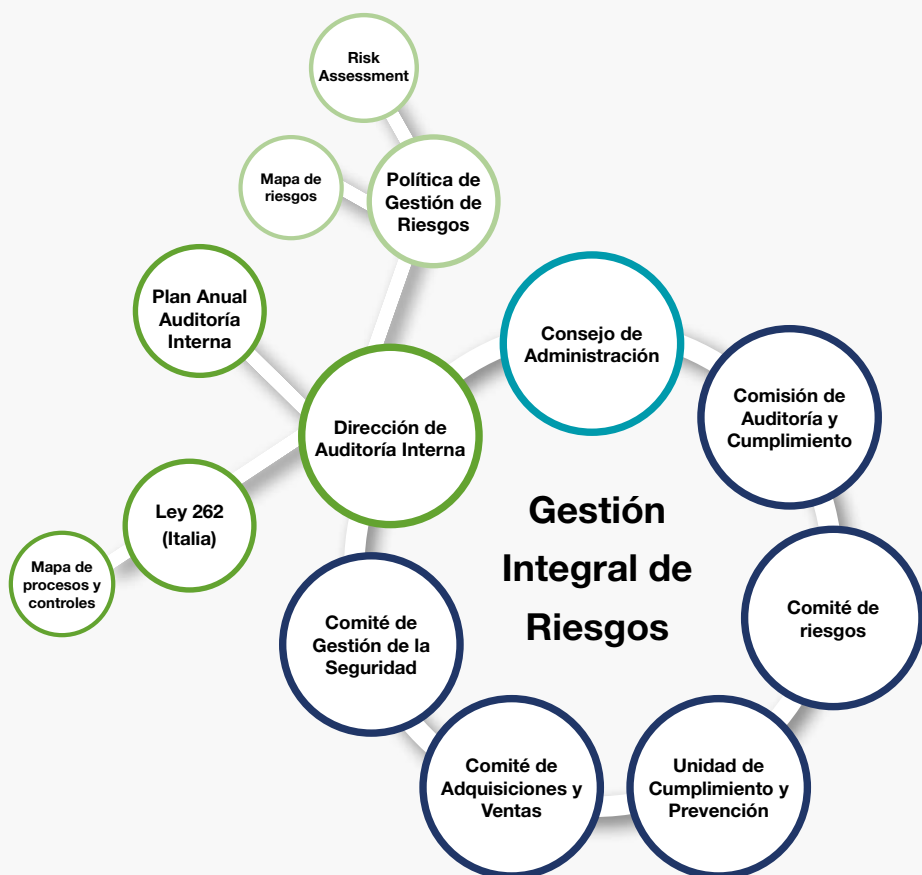 Risk
Assessment
Mapa de
riesgos
Política de
Gestión de
Riesgos
Plan Anual
Auditoría
Interna
Consejo de
Administración
Comisión de
Auditoría y
Cumplimiento
Dirección de
Auditoría Interna
Ley 262
(Italia)
Mapa de
procesos y
controles
Gestión
Integral de
Riesgos
Comité de
riesgos
Comité de
Gestión de la
Seguridad
Comité de
Adquisiciones y
Ventas
Unidad de
Cumplimiento y
Prevención